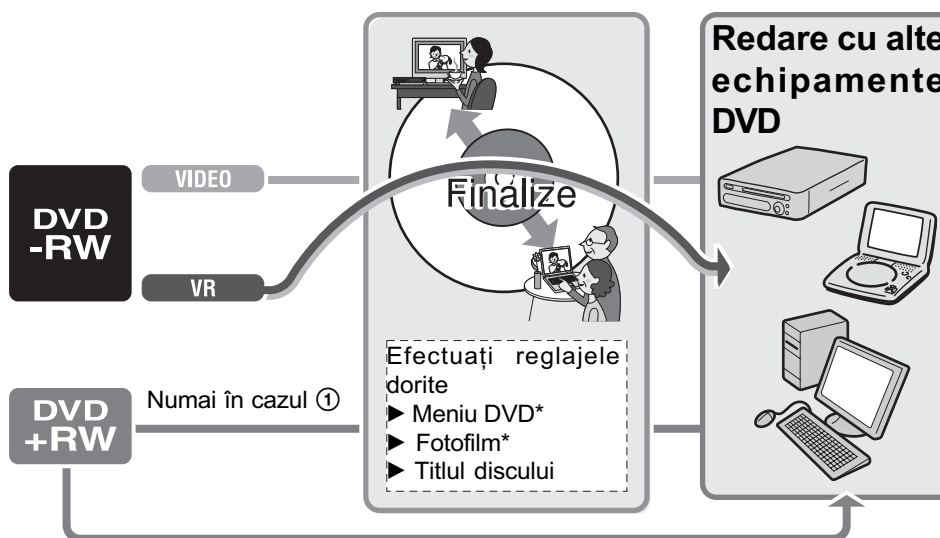 Redare cu alte
echipamente
DVD
VIDEO
Finalize
DVD
-RW
VR
Efectuați reglajele
dorite
► Meniu DVD*
► Fotofilm*
► Titlul discului
Numai în cazul ①
DVD
+RW